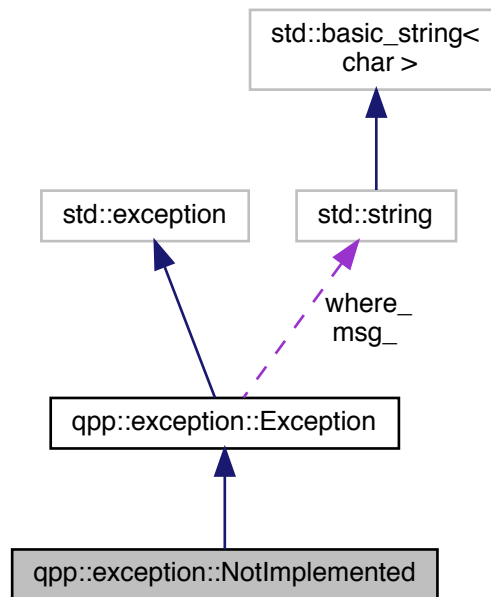 std::basic_string<
char >
std::exception
std::string
where_
msg_
qpp::exception::Exception
qpp::exception::NotImplemented